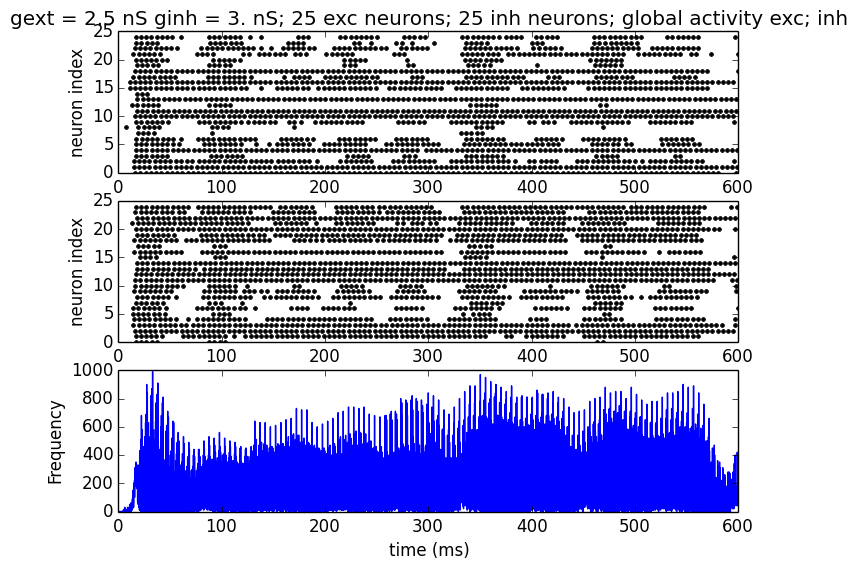 gext = 2.5 nS ginh = 3. nS; 25 exc neurons; 25 inh neurons; global activity exc; inh
25
20
15
10
5
0
neuron index
0 100 200 300 400 500 600
25
20
15
10
5
0
neuron index
0 100 200 300 400 500 600
1000
800
600
400
200
0
Frequency
0 100 200 300 400 500 600
time (ms)